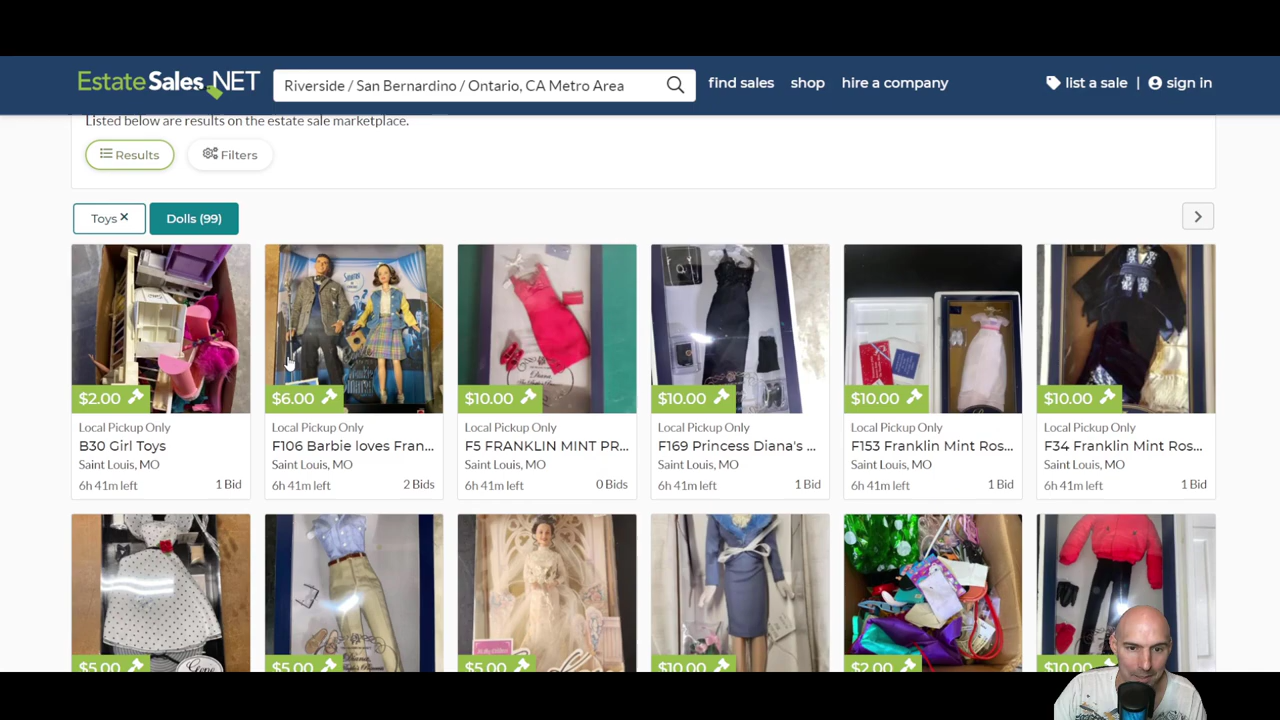 EstateSales.NET
Riverside / San Bernardino / Ontario, CA Metro Area
find sales
shop
hire a company
list a sale
|
sign in
Listed below are results on the estate sale marketplace.
Results
Filters
Toys ×
Dolls (99)
$2.00
$6.00
$10.00
$10.00
$10.00
$10.00
Local Pickup Only
B30 Girl Toys
Saint Louis, MO
6h 41m left
1 Bid
Local Pickup Only
F106 Barbie loves Fran...
Saint Louis, MO
6h 41m left
2 Bids
Local Pickup Only
F5 FRANKLIN MINT PR...
Saint Louis, MO
6h 41m left
0 Bids
Local Pickup Only
F169 Princess Diana's ...
Saint Louis, MO
6h 41m left
1 Bid
Local Pickup Only
F153 Franklin Mint Ros...
Saint Louis, MO
6h 41m left
1 Bid
Local Pickup Only
F34 Franklin Mint Ros...
Saint Louis, MO
6h 41m left
1 Bid
$5.00
$5.00
$5.00
$10.00
$2.00
$10.00